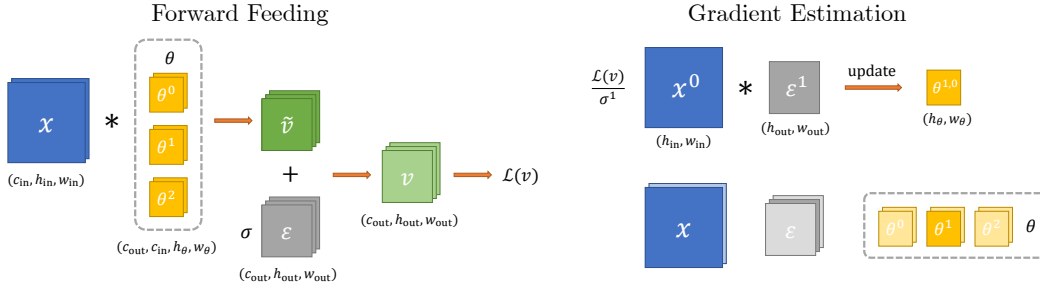 Forward Feeding
θ
x
*
θ⁰
θ¹
θ²
(c_in, h_in, w_in)
(c_out, c_in, h_θ, w_θ)
ṽ
+
σ
ε
(c_out, h_out, w_out)
v
(c_out, h_out, w_out)
ℒ(v)
Gradient Estimation
ℒ(v)
σ¹
x⁰
*
ε¹
update
θ^{1,0}
(h_in, w_in)
(h_out, w_out)
(h_θ, w_θ)
x
ε
θ⁰ θ¹ θ² θ